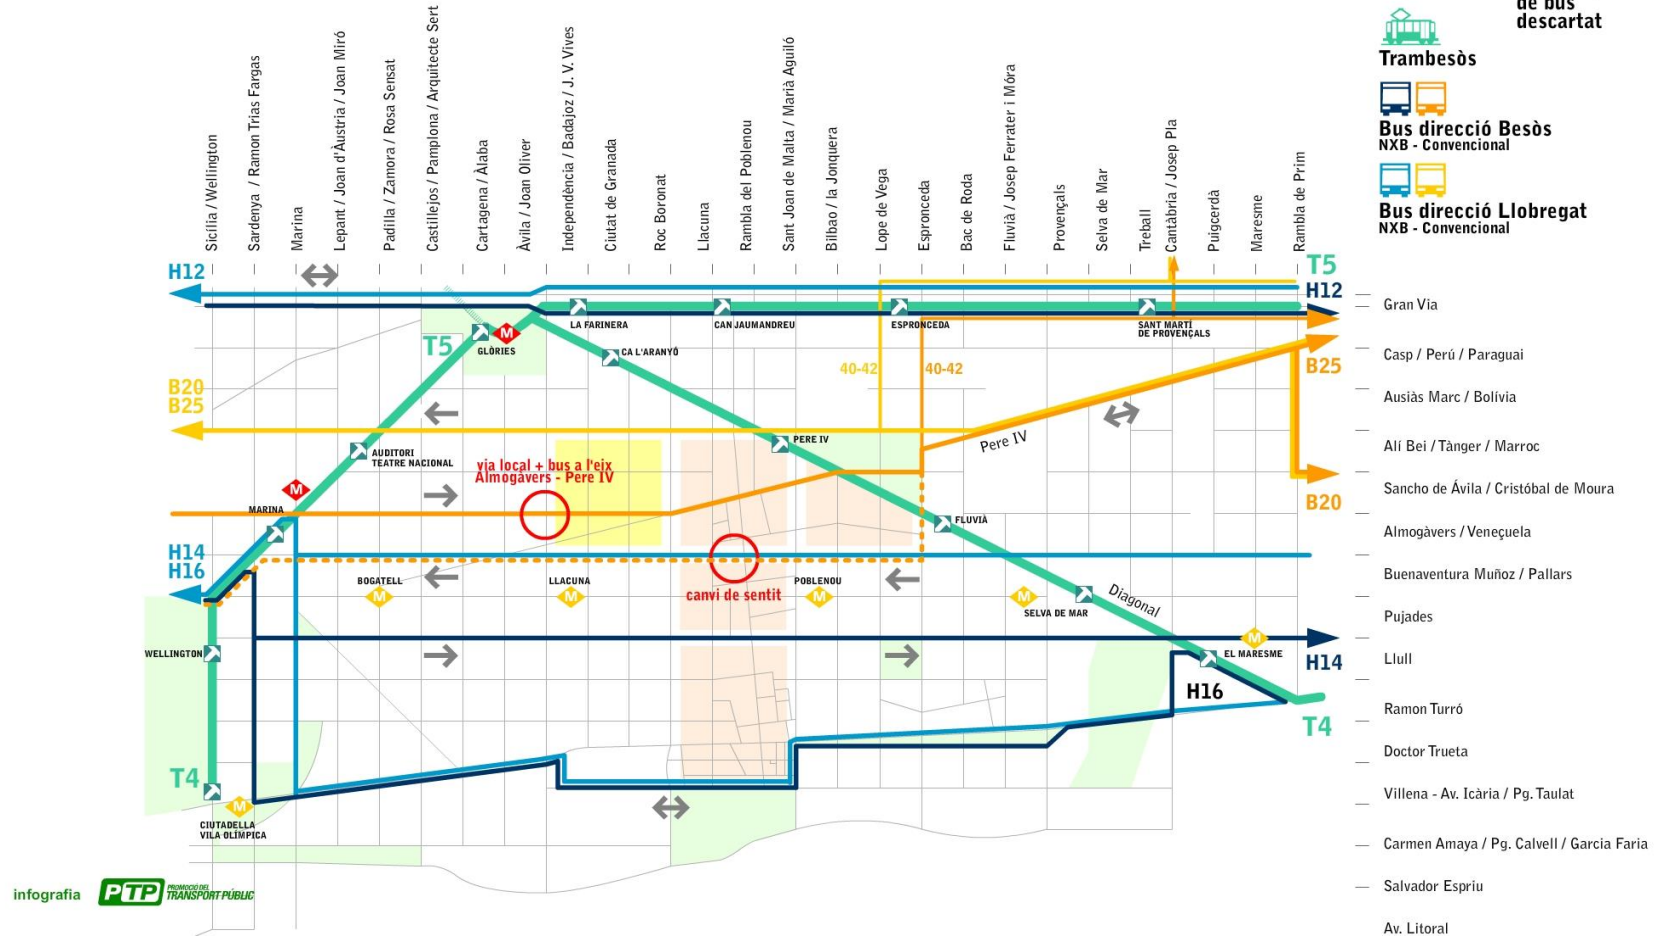 de bus
descartat
Trambesòs
Bus direcció Besòs
NXB - Convencional
Bus direcció Llobregat
NXB - Convencional
Sicília / Wellington
Sardenya / Ramon Trias Fargas
Marina
Lepant / Joan d'Àustria / Joan Miró
Padilla / Zamora / Rosa Sensat
Castillejos / Pamplona / Arquitecte Sert
Cartagena / Àlaba
Àvila / Joan Oliver
Independència / Badajoz / J. V. Vives
Ciutat de Granada
Roc Boronat
Llacuna
Rambla del Poblenou
Sant Joan de Malta / Marià Aguiló
Bilbao / la Jonquera
Lope de Vega
Espronceda
Bac de Roda
Fluvià / Josep Ferrater i Móra
Provençals
Selva de Mar
Treball
Cantàbria / Josep Pla
Puigcerdà
Maresme
Rambla de Prim
H12
T5
H12
Gran Via
LA FARINERA
CAN JAUMANDREU
ESPRONCEDA
SANT MARTÍ
DE PROVENÇALS
T5
M
GLÒRIES
CA L'ARANYÓ
Casp / Perú / Paraguai
40-42
40-42
B25
B20
B25
Ausiàs Marc / Bolívia
PERE IV
Pere IV
Alí Bei / Tànger / Marroc
AUDITORI
TEATRE NACIONAL
via local + bus a l'eix
Almogàvers - Pere IV
M
Sancho de Ávila / Cristóbal de Moura
B20
MARINA
FLUVIÀ
Almogàvers / Veneçuela
H14
H16
Buenaventura Muñoz / Pallars
BOGATELL
M
LLACUNA
M
canvi de sentit
POBLENOU
M
M
SELVA DE MAR
Diagonal
Pujades
WELLINGTON
M
EL MARESME
H14
Llull
H16
Ramon Turró
T4
Doctor Trueta
T4
M
CIUTADELLA
VILA OLÍMPICA
Villena - Av. Icària / Pg. Taulat
Carmen Amaya / Pg. Calvell / Garcia Faria
Salvador Espriu
Av. Litoral
infografia
PTP
PROMOCIÓ DEL
TRANSPORT PÚBLIC